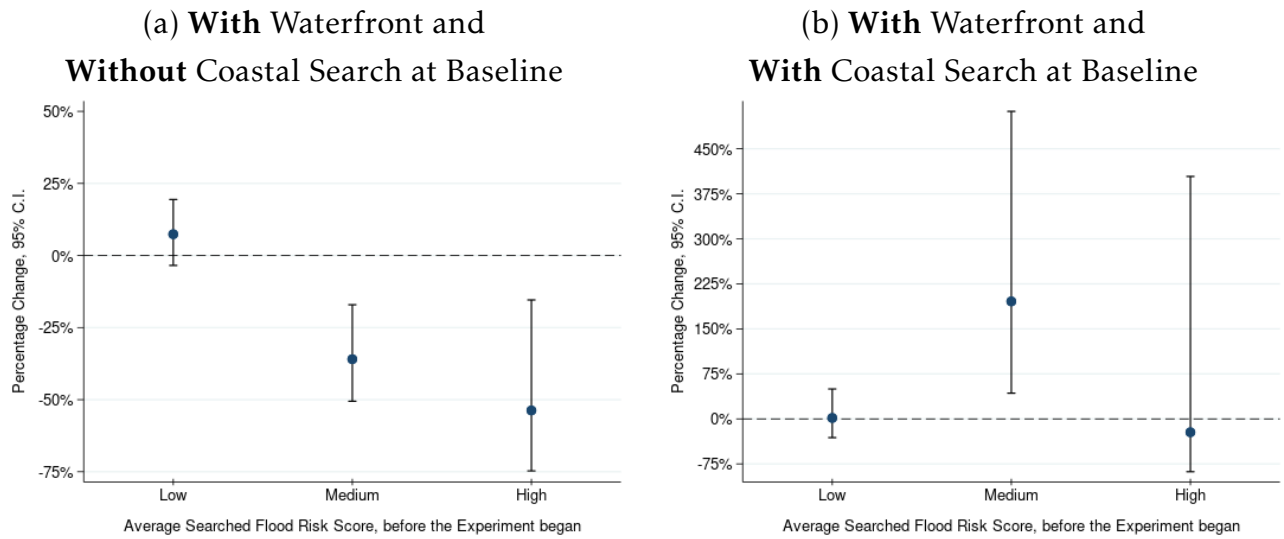 (a) With Waterfront and
Without Coastal Search at Baseline
50%
25%
0%
-25%
-50%
-75%
Percentage Change, 95% C.I.
Low
Medium
High
Average Searched Flood Risk Score, before the Experiment began
(b) With Waterfront and
With Coastal Search at Baseline
450%
375%
300%
225%
150%
75%
0%
-75%
Percentage Change, 95% C.I.
Low
Medium
High
Average Searched Flood Risk Score, before the Experiment began